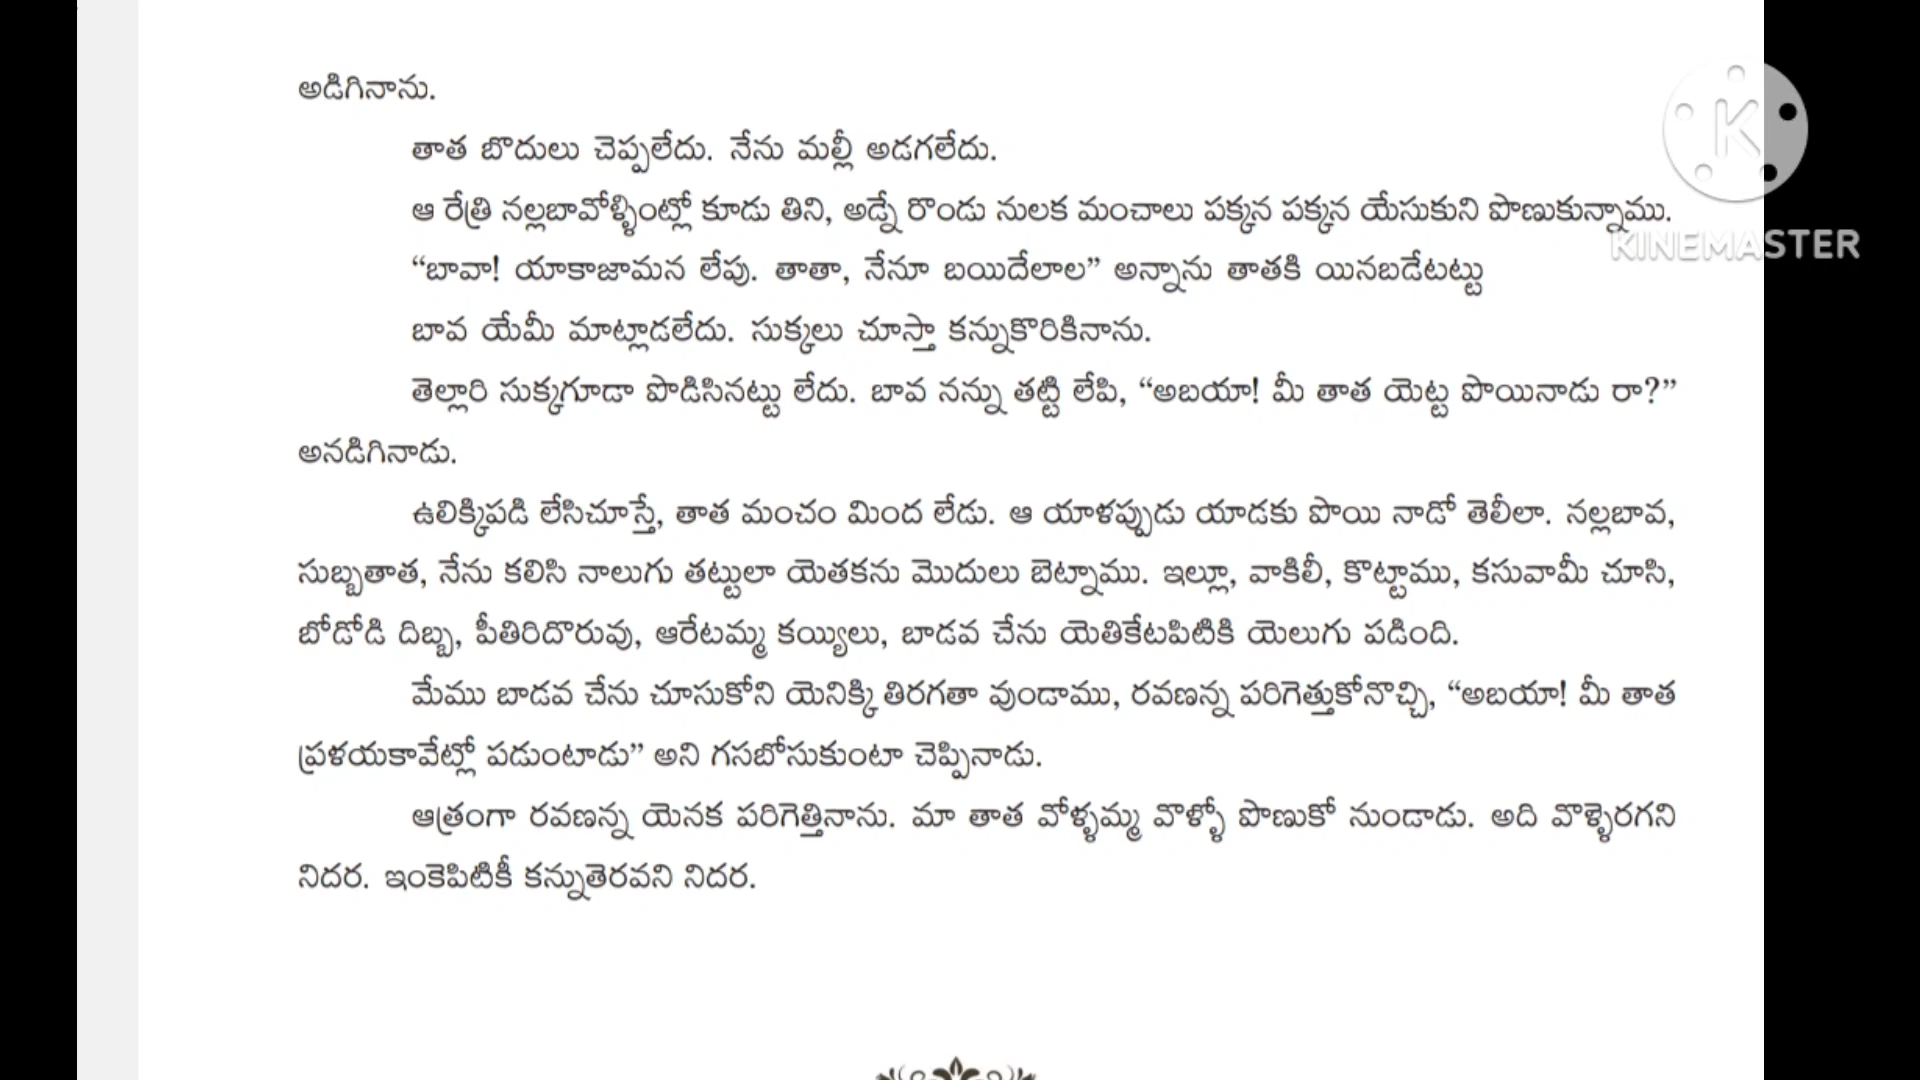 అడిగినాను.
తాత బొదులు చెప్పలేదు. నేను మల్లీ అడగలేదు.
ఆ రేత్రి నల్లబావోళ్ళింట్లో కూడు తిని, అడ్నే రొండు నులక మంచాలు పక్కన పక్కన యేసుకుని పొణుకున్నాము.
“బావా! యాకాజామన లేపు. తాతా, నేనూ బయిదేలాల” అన్నాను తాతకి యినబడేటట్టు
బావ యేమీ మాట్లాడలేదు. సుక్కలు చూస్తా కన్నుకొరికినాను.
తెల్లారి సుక్కగూడా పొడిసినట్టు లేదు. బావ నన్ను తట్టి లేపి, “అబయా! మీ తాత యెట్ట పొయినాడు రా?”
అనడిగినాడు.
ఉలిక్కిపడి లేసిచూస్తే, తాత మంచం మింద లేడు. ఆ యాళప్పుడు యాడకు పొయి నాడో తెలీలా. నల్లబావ,
సుబ్బతాత, నేను కలిసి నాలుగు తట్టులా యెతకను మొదులు బెట్నాము. ఇల్లూ, వాకిలీ, కొట్టాము, కసువామీ చూసి,
బోడోడి దిబ్బ, పీతిరిదొరువు, ఆరేటమ్మ కయ్యిలు, బాడవ చేను యెతికేటపిటికి యెలుగు పడింది.
మేము బాడవ చేను చూసుకోని యెనిక్కి తిరగతా వుండాము, రవణన్న పరిగెత్తుకోనొచ్చి, “అబయా! మీ తాత
ప్రళయకావేట్లో పడుంటాడు” అని గసబోసుకుంటా చెప్పినాడు.
ఆత్రంగా రవణన్న యెనక పరిగెత్తినాను. మా తాత వోళ్ళమ్మ వొళ్ళో పొణుకో నుండాడు. అది వొళ్ళెరగని
నిదర. ఇంకెపిటికీ కన్నుతెరవని నిదర.
K
KINEMASTER